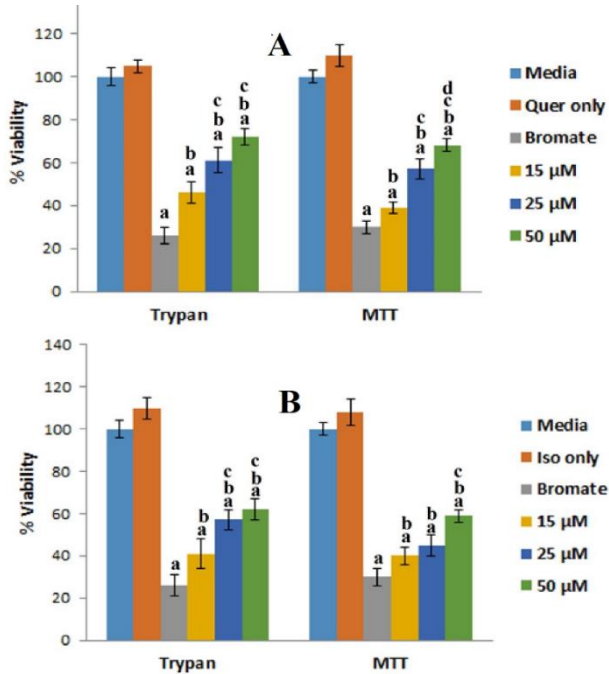 A
% Viability
120
100
80
60
40
20
0
a
b
a
c
b
a
c
b
a
a
b
a
c
b
a
d
c
b
a
Trypan
MTT
Media
Quer only
Bromate
15 µM
25 µM
50 µM
B
% Viability
140
120
100
80
60
40
20
0
a
b
a
c
b
a
c
b
a
a
b
a
b
a
c
b
a
Trypan
MTT
Media
Iso only
Bromate
15 µM
25 µM
50 µM